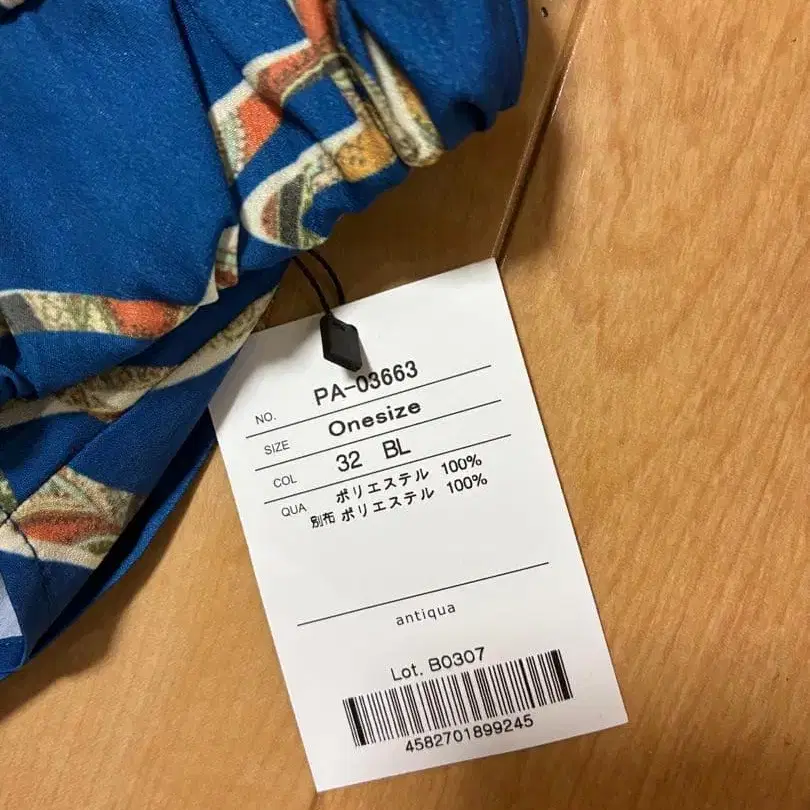 NO. PA-03663
SIZE Onesize
COL 32 BL
QUA ポリエステル 100%
別布 ポリエステル 100%
antiqua
Lot. B0307
4582701899245